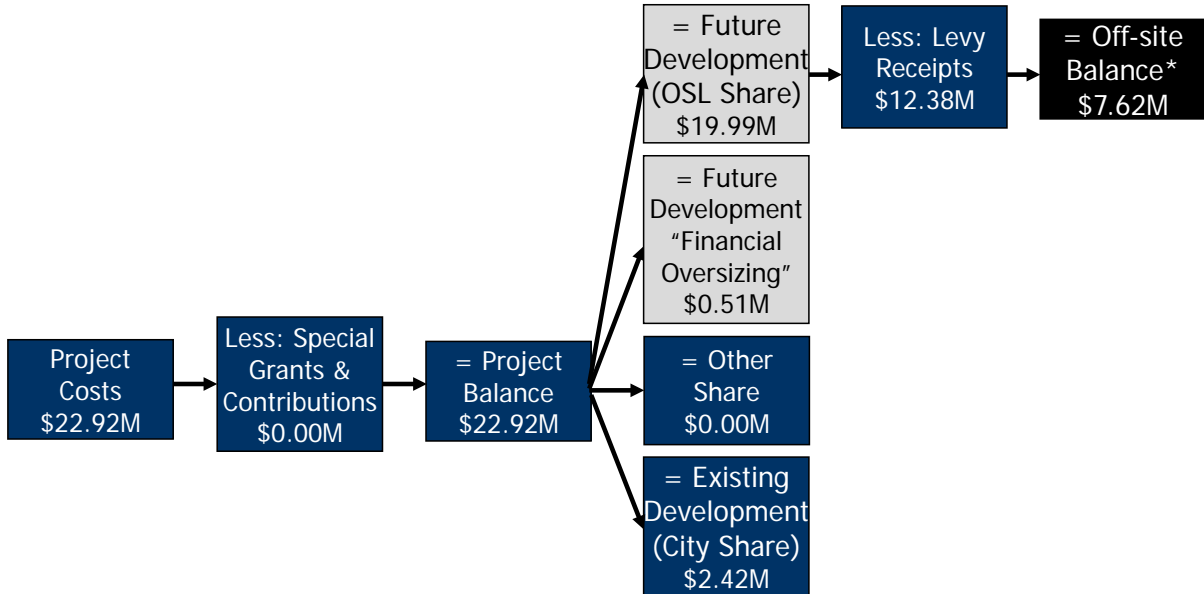 Project
Costs
$22.92M
Less: Special
Grants &
Contributions
$0.00M
= Project
Balance
$22.92M
= Future
Development
(OSL Share)
$19.99M
Less: Levy
Receipts
$12.38M
= Off-site
Balance*
$7.62M
= Future
Development
“Financial
Oversizing”
$0.51M
= Other
Share
$0.00M
= Existing
Development
(City Share)
$2.42M